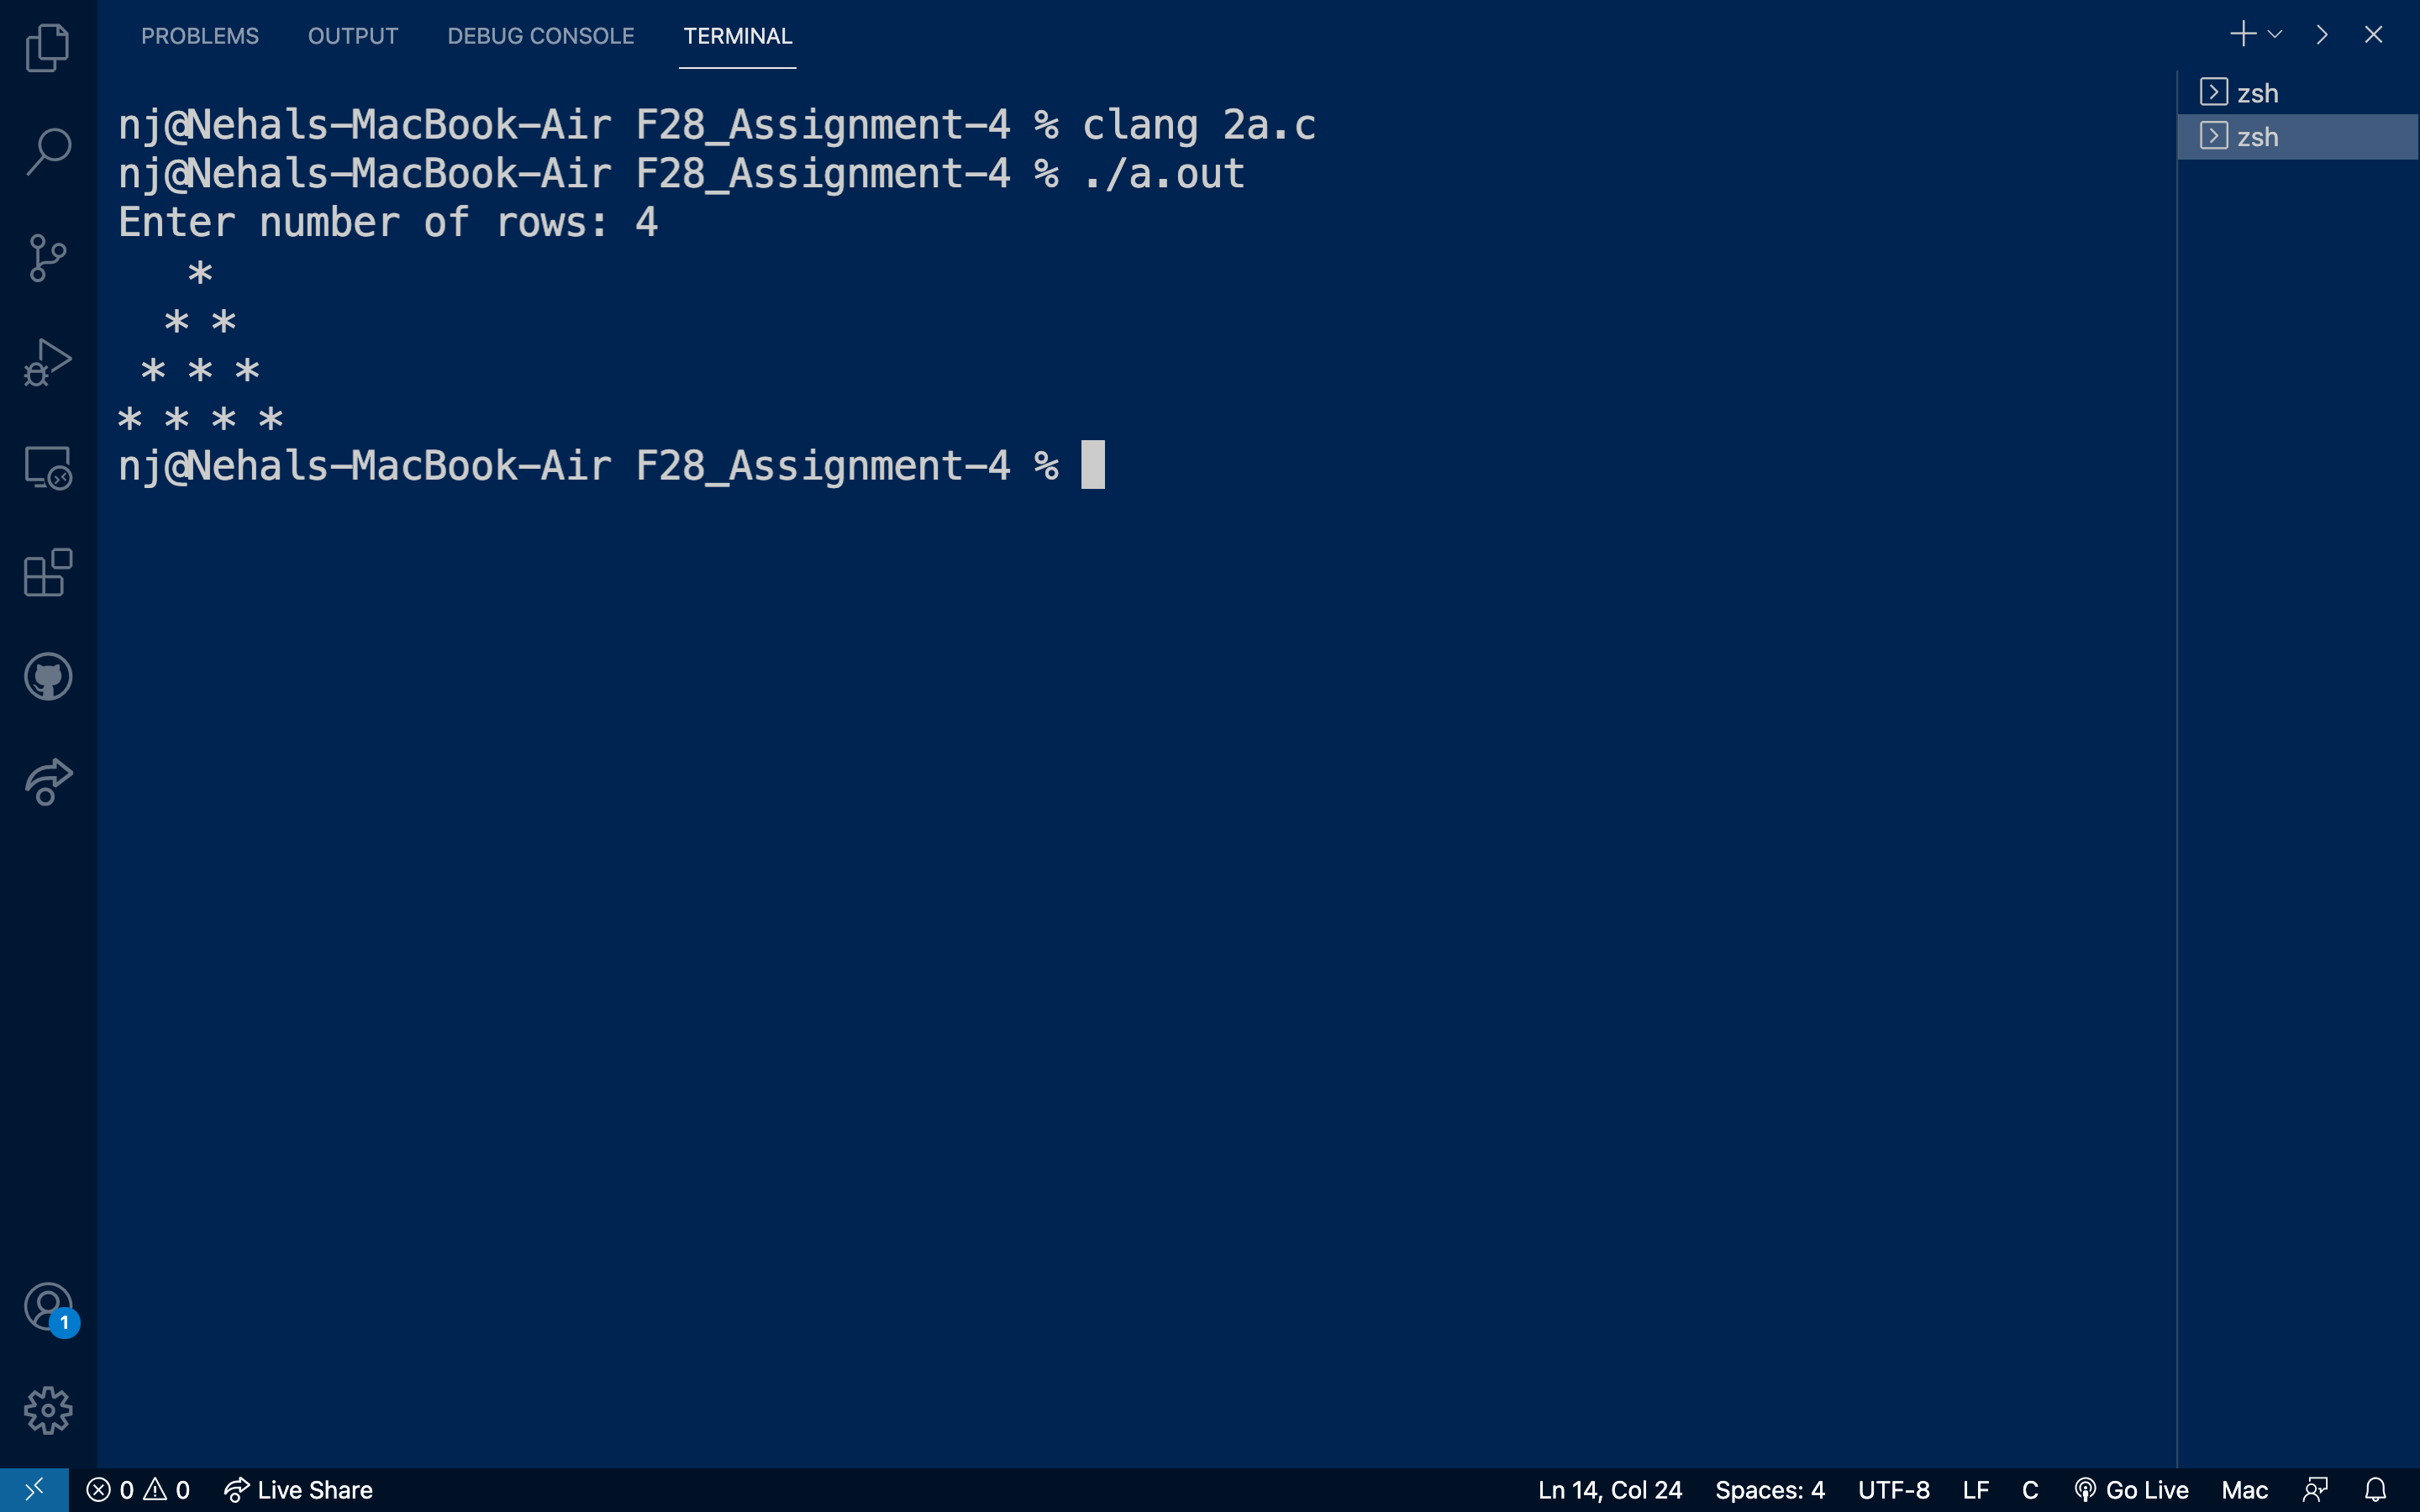 PROBLEMS OUTPUT DEBUG CONSOLE TERMINAL
zsh
zsh
nj@Nehals-MacBook-Air F28_Assignment-4 % clang 2a.c
nj@Nehals-MacBook-Air F28_Assignment-4 % ./a.out
Enter number of rows: 4
   *
  * *
 * * *
* * * *
nj@Nehals-MacBook-Air F28_Assignment-4 %
1
0 0 Live Share Ln 14, Col 24 Spaces: 4 UTF-8 LF C Go Live Mac